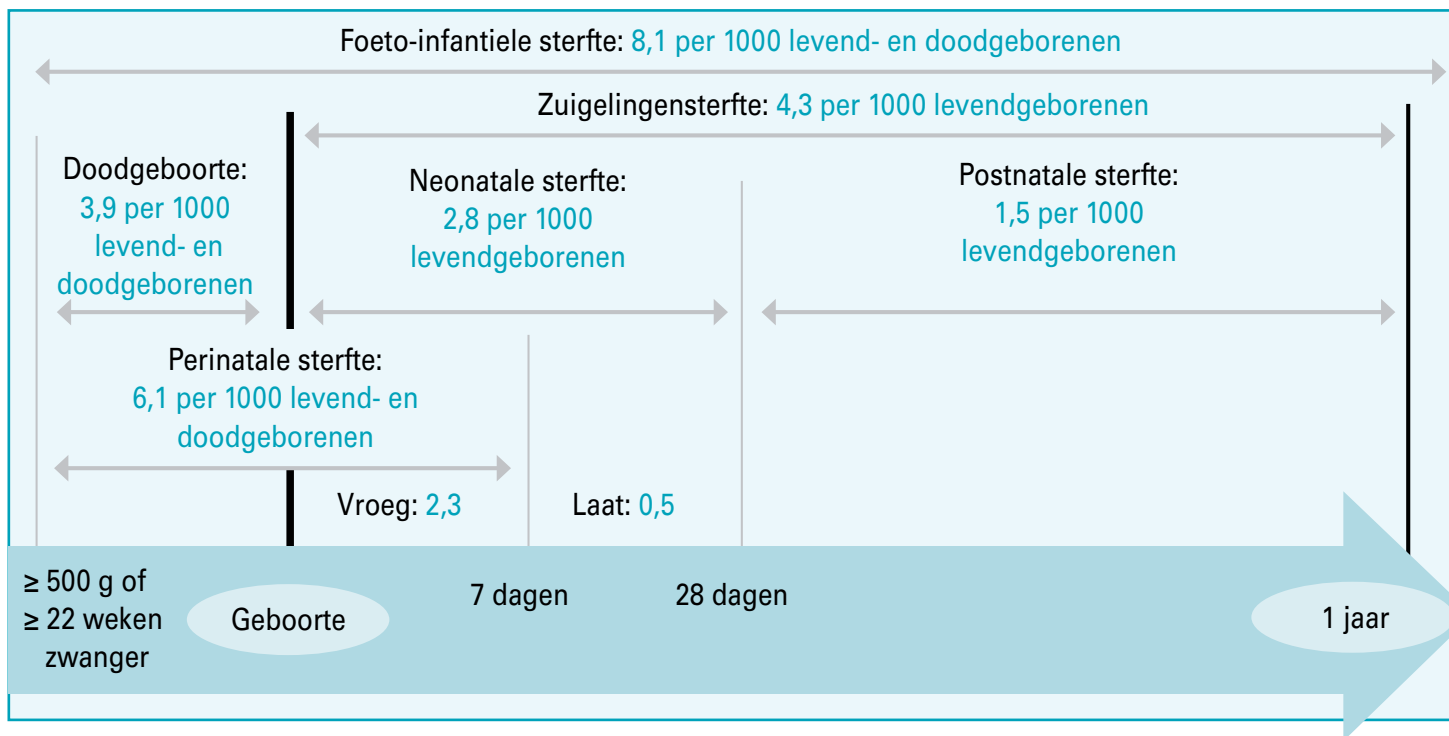 Foeto-infantiele sterfte: 8,1 per 1000 levend- en doodgeborenen
Zuigelingensterfte: 4,3 per 1000 levendgeborenen
Doodgeboorte:
3,9 per 1000
levend- en
doodgeborenen
Neonatale sterfte:
2,8 per 1000
levendgeborenen
Postnatale sterfte:
1,5 per 1000
levendgeborenen
Perinatale sterfte:
6,1 per 1000 levend- en
doodgeborenen
Vroeg: 2,3
Laat: 0,5
≥ 500 g of
≥ 22 weken
zwanger
Geboorte
7 dagen
28 dagen
1 jaar